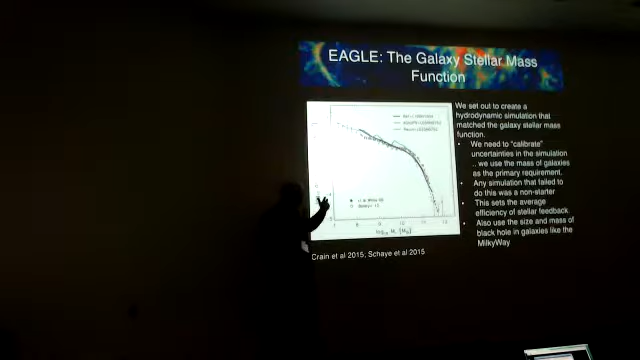 EAGLE: The Galaxy Stellar Mass
Function
We set out to create a
hydrodynamic simulation that
matched the galaxy stellar mass
function.
• We need to "calibrate"
uncertainties in the simulation
.. we use the mass of galaxies
as the primary requirement.
• Any simulation that failed to
do this was a non-starter
• This sets the average
efficiency of stellar feedback.
• Also use the size and mass of
black hole in galaxies like the
MilkyWay
Crain et al 2015; Schaye et al 2015